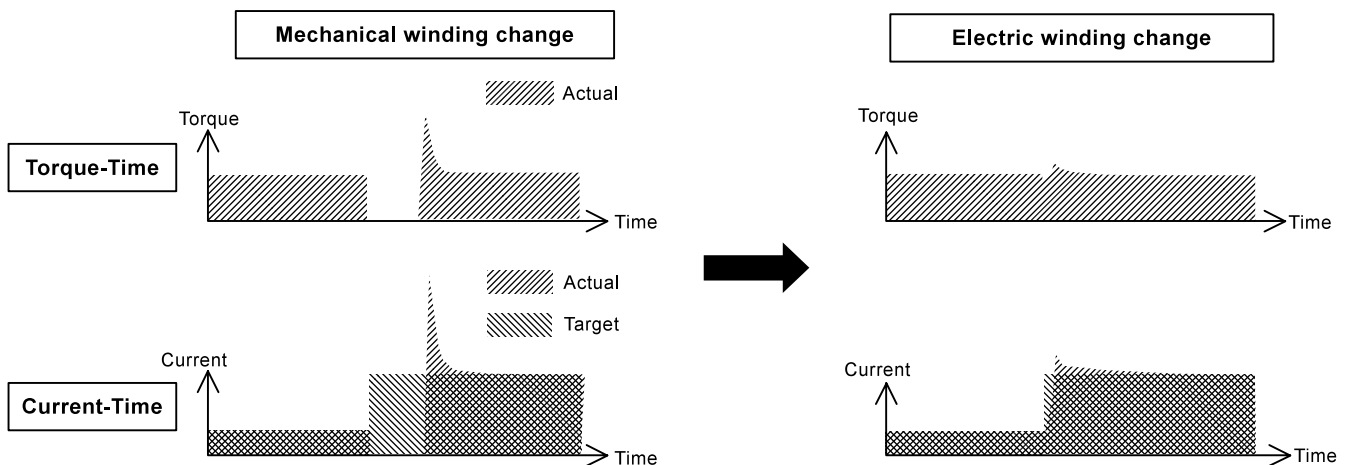 Mechanical winding change
Electric winding change
Actual
Torque
Torque
Torque-Time
Time
Time
Actual
Target
Current
Current
Current-Time
Time
Time